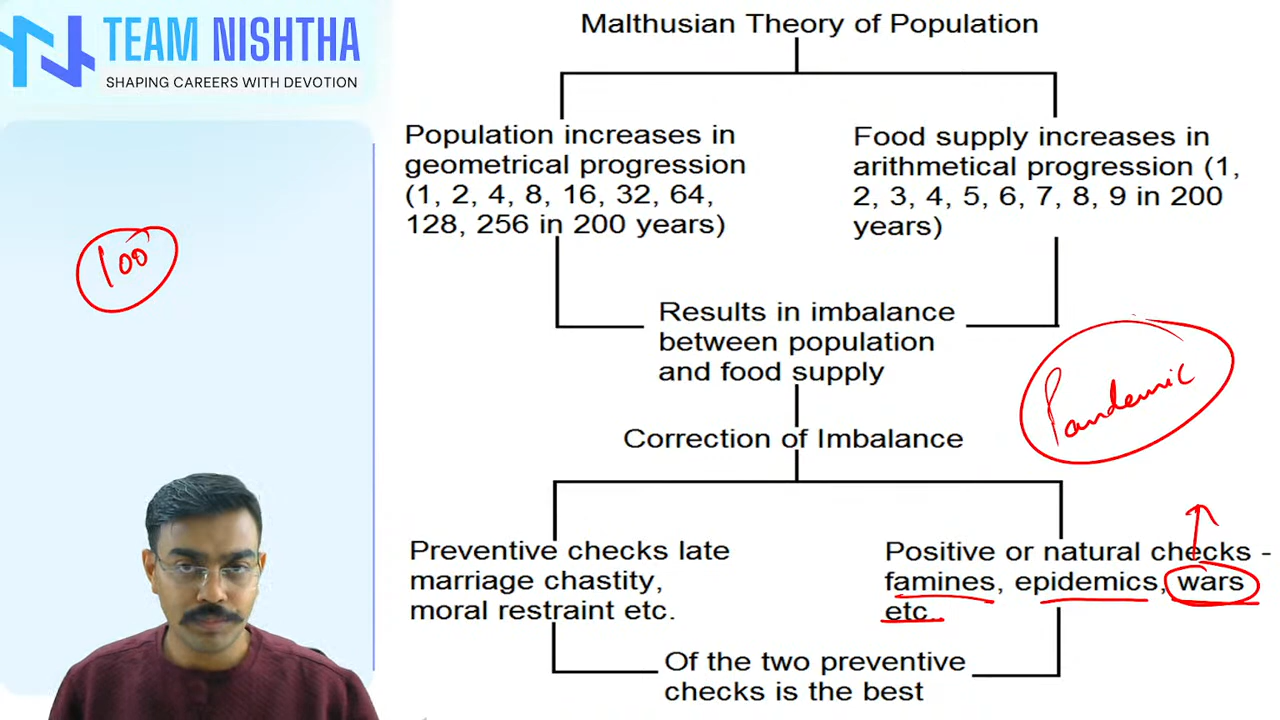 TEAM NISHTHA
SHAPING CAREERS WITH DEVOTION
Malthusian Theory of Population
Population increases in
geometrical progression
(1, 2, 4, 8, 16, 32, 64,
128, 256 in 200 years)
Food supply increases in
arithmetical progression (1,
2, 3, 4, 5, 6, 7, 8, 9 in 200
years)
100
Results in imbalance
between population
and food supply
Pandemic
Correction of Imbalance
Preventive checks late
marriage chastity,
moral restraint etc.
Positive or natural checks -
famines, epidemics, wars
etc..
Of the two preventive
checks is the best